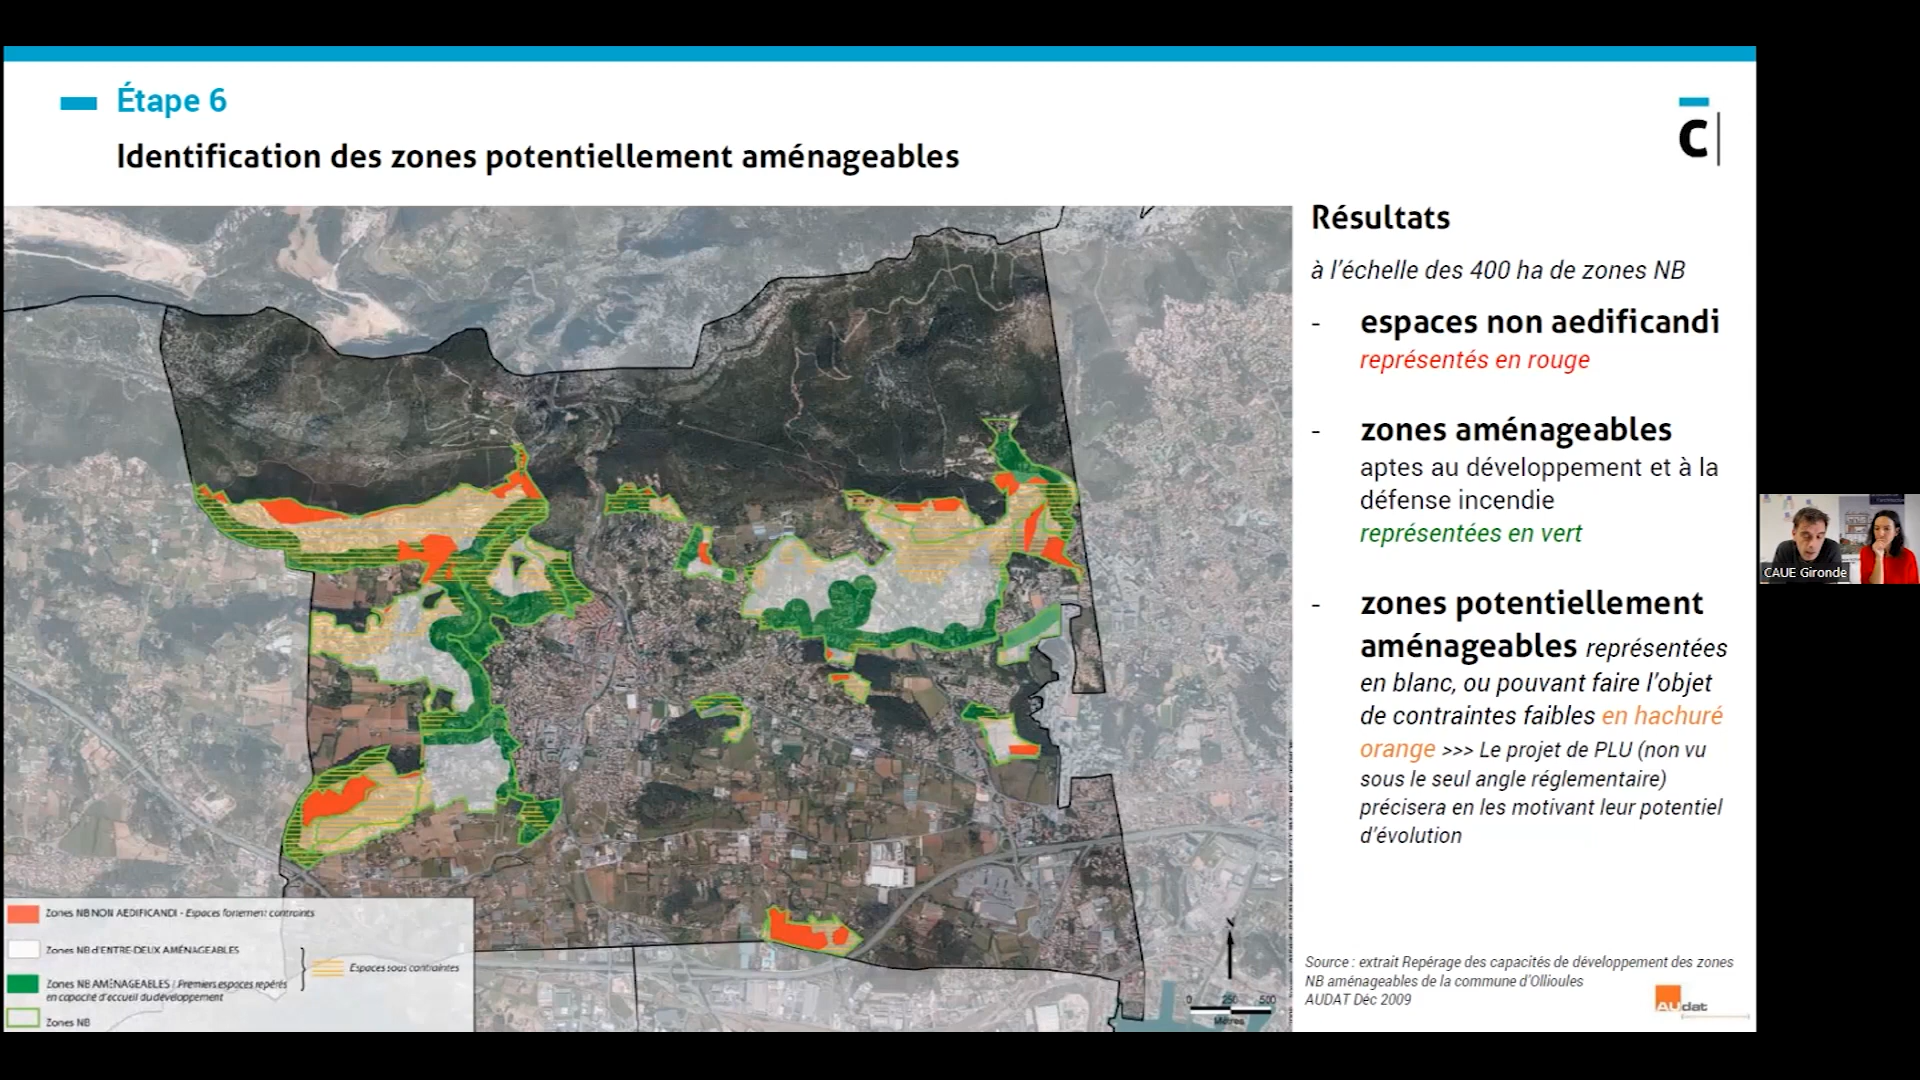 Étape 6
Identification des zones potentiellement aménageables
C
Résultats
à l'échelle des 400 ha de zones NB
- espaces non aedificandi
représentés en rouge
- zones aménageables
aptes au développement et à la
défense incendie
représentées en vert
- zones potentiellement
aménageables représentées
en blanc, ou pouvant faire l'objet
de contraintes faibles en hachuré
orange >>> Le projet de PLU (non vu
sous le seul angle réglementaire)
précisera en les motivant leur potentiel
d'évolution
Source : extrait Repérage des capacités de développement des zones
NB aménageables de la commune d'Ollioules
AUDAT Déc 2009
AUdat
Zones NB NON AEDIFICANDI - Espaces fortement contraints
Zones NB d'ENTRE-DEUX AMÉNAGEABLES
Espaces sous contraintes
Zones NB AMÉNAGEABLES / Premiers espaces repérés
en capacité d'accueil du développement
Zones NB
N
0 250 500
Mètres
CAUE Gironde